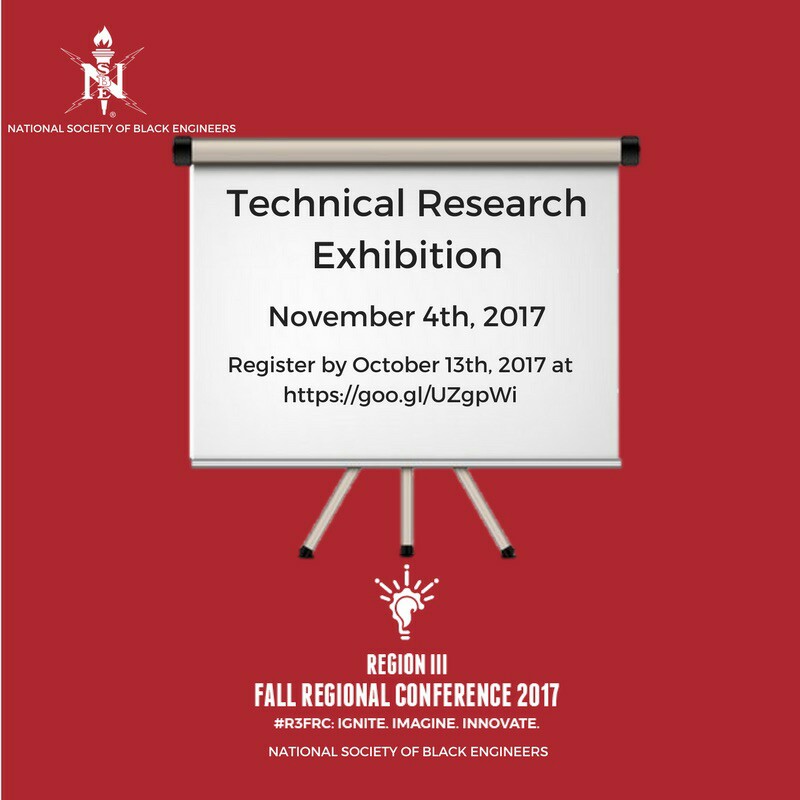 NSBE
®
NATIONAL SOCIETY OF BLACK ENGINEERS
Technical Research
Exhibition
November 4th, 2017
Register by October 13th, 2017 at
https://goo.gl/UZgpWi
REGION III
FALL REGIONAL CONFERENCE 2017
#R3FRC: IGNITE. IMAGINE. INNOVATE.
NATIONAL SOCIETY OF BLACK ENGINEERS